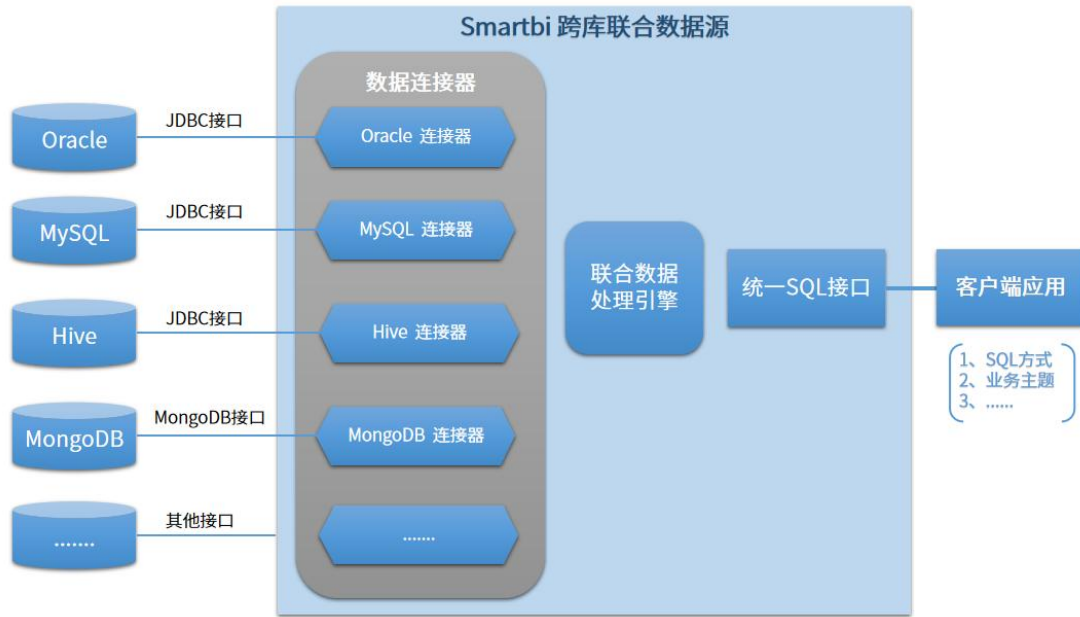 Smartbi 跨库联合数据源
数据连接器
Oracle
JDBC接口
Oracle 连接器
MySQL
JDBC接口
MySQL 连接器
Hive
JDBC接口
Hive 连接器
MongoDB
MongoDB接口
MongoDB 连接器
.......
其他接口
.......
联合数据
处理引擎
统一SQL接口
客户端应用
1、SQL方式
2、业务主题
3、......